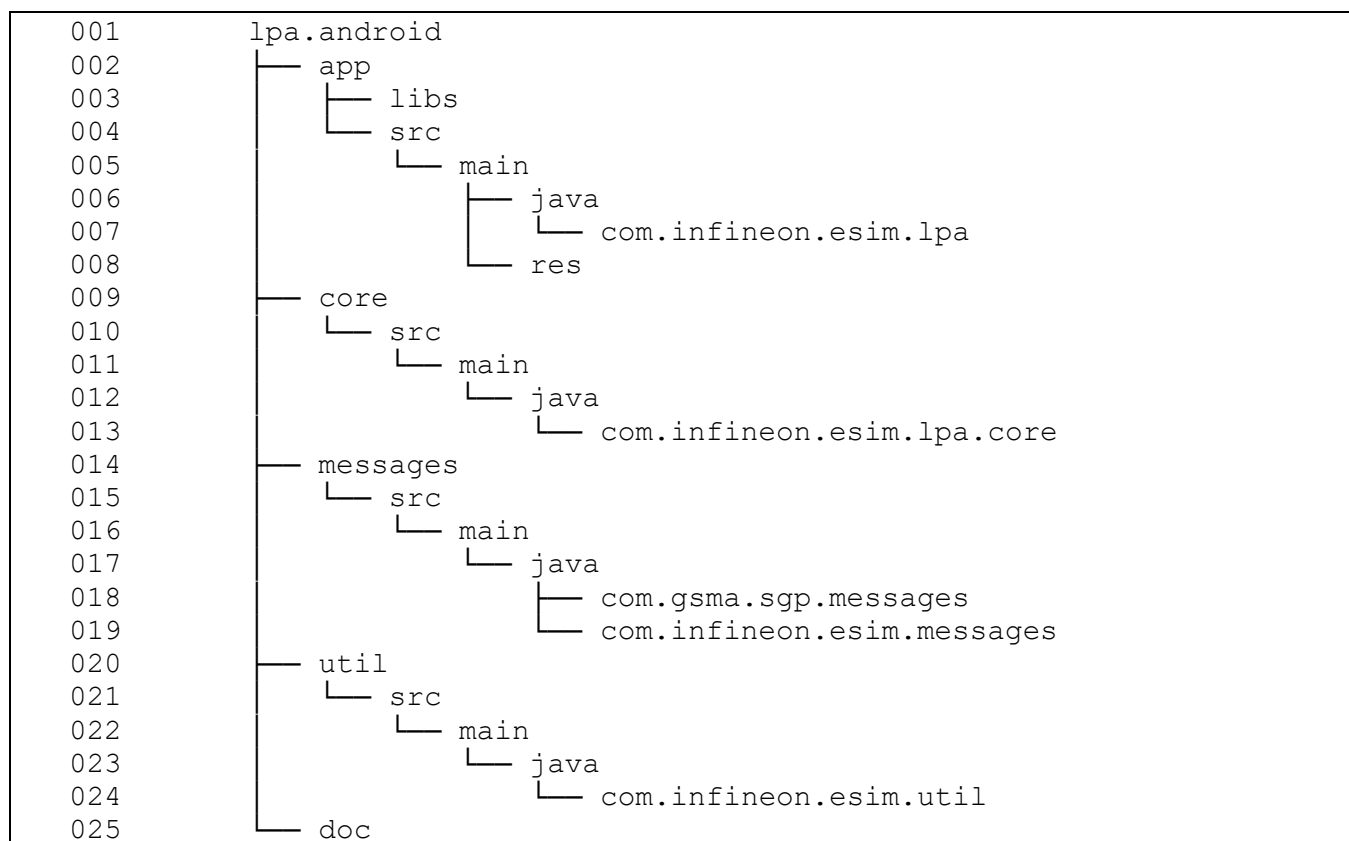 001 lpa.android
002 ├── app
003 │ ├── libs
004 │ └── src
005 │ └── main
006 │ ├── java
007 │ │ └── com.infineon.esim.lpa
008 │ └── res
009 ├── core
010 │ └── src
011 │ └── main
012 │ └── java
013 │ └── com.infineon.esim.lpa.core
014 ├── messages
015 │ └── src
016 │ └── main
017 │ └── java
018 │ ├── com.gsma.sgp.messages
019 │ └── com.infineon.esim.messages
020 ├── util
021 │ └── src
022 │ └── main
023 │ └── java
024 │ └── com.infineon.esim.util
025 └── doc